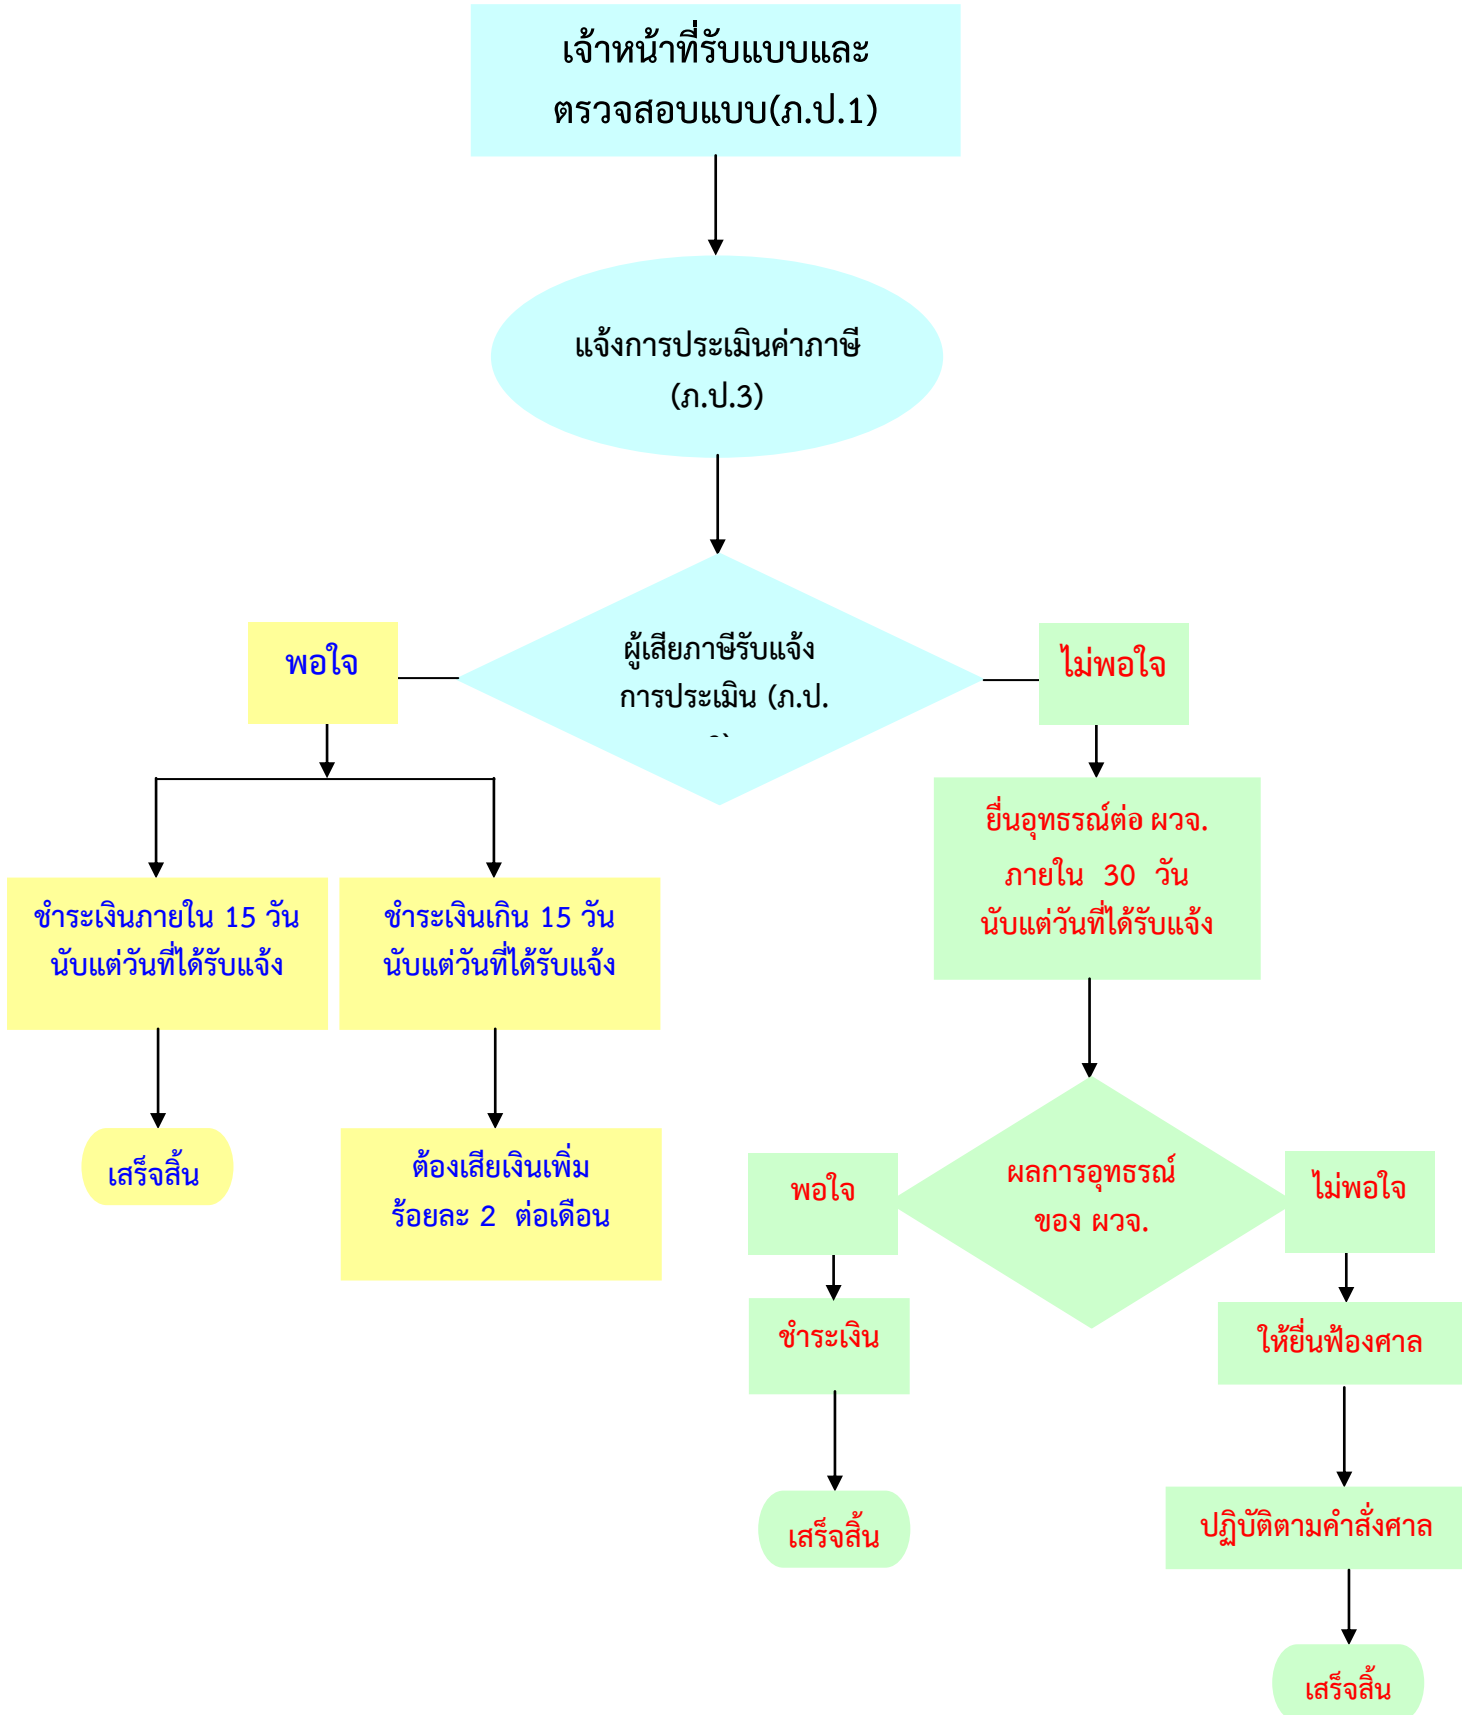 เจ้าหน้าที่รับแบบและ
ตรวจสอบแบบ(ภ.ป.1)
แจ้งการประเมินค่าภาษี
(ภ.ป.3)
ผู้เสียภาษีรับแจ้ง
การประเมิน (ภ.ป.
พอใจ
ไม่พอใจ
ชำระเงินภายใน 15 วัน
นับแต่วันที่ได้รับแจ้ง
ชำระเงินเกิน 15 วัน
นับแต่วันที่ได้รับแจ้ง
ยื่นอุทธรณ์ต่อ ผวจ.
ภายใน 30 วัน
นับแต่วันที่ได้รับแจ้ง
เสร็จสิ้น
ต้องเสียเงินเพิ่ม
ร้อยละ 2 ต่อเดือน
พอใจ
ผลการอุทธรณ์
ของ ผวจ.
ไม่พอใจ
ชำระเงิน
ให้ยื่นฟ้องศาล
เสร็จสิ้น
ปฏิบัติตามคำสั่งศาล
เสร็จสิ้น